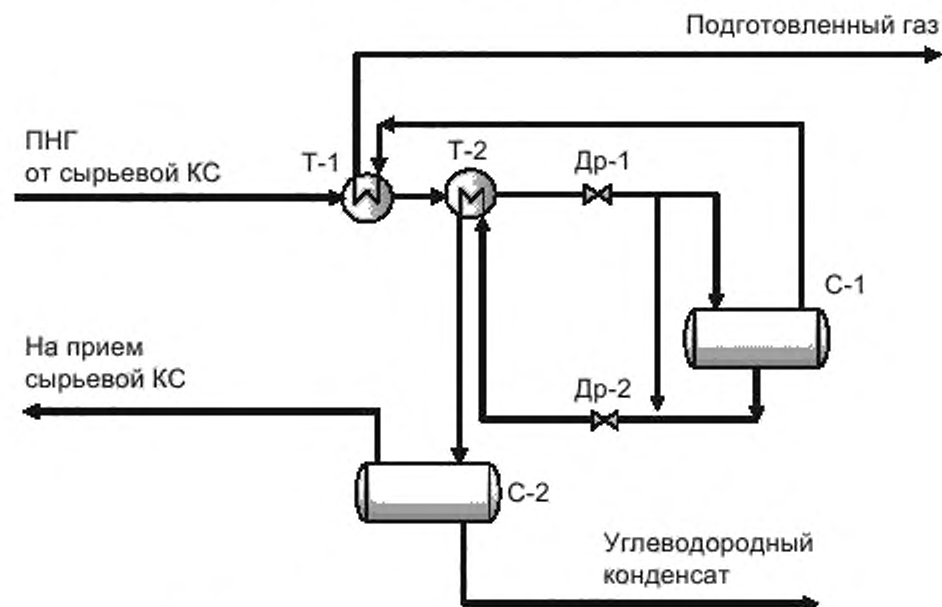 Подготовленный газ
ПНГ
от сырьевой КС
Т-1
Т-2
Др-1
С-1
На прием
сырьевой КС
Др-2
С-2
Углеводородный
конденсат